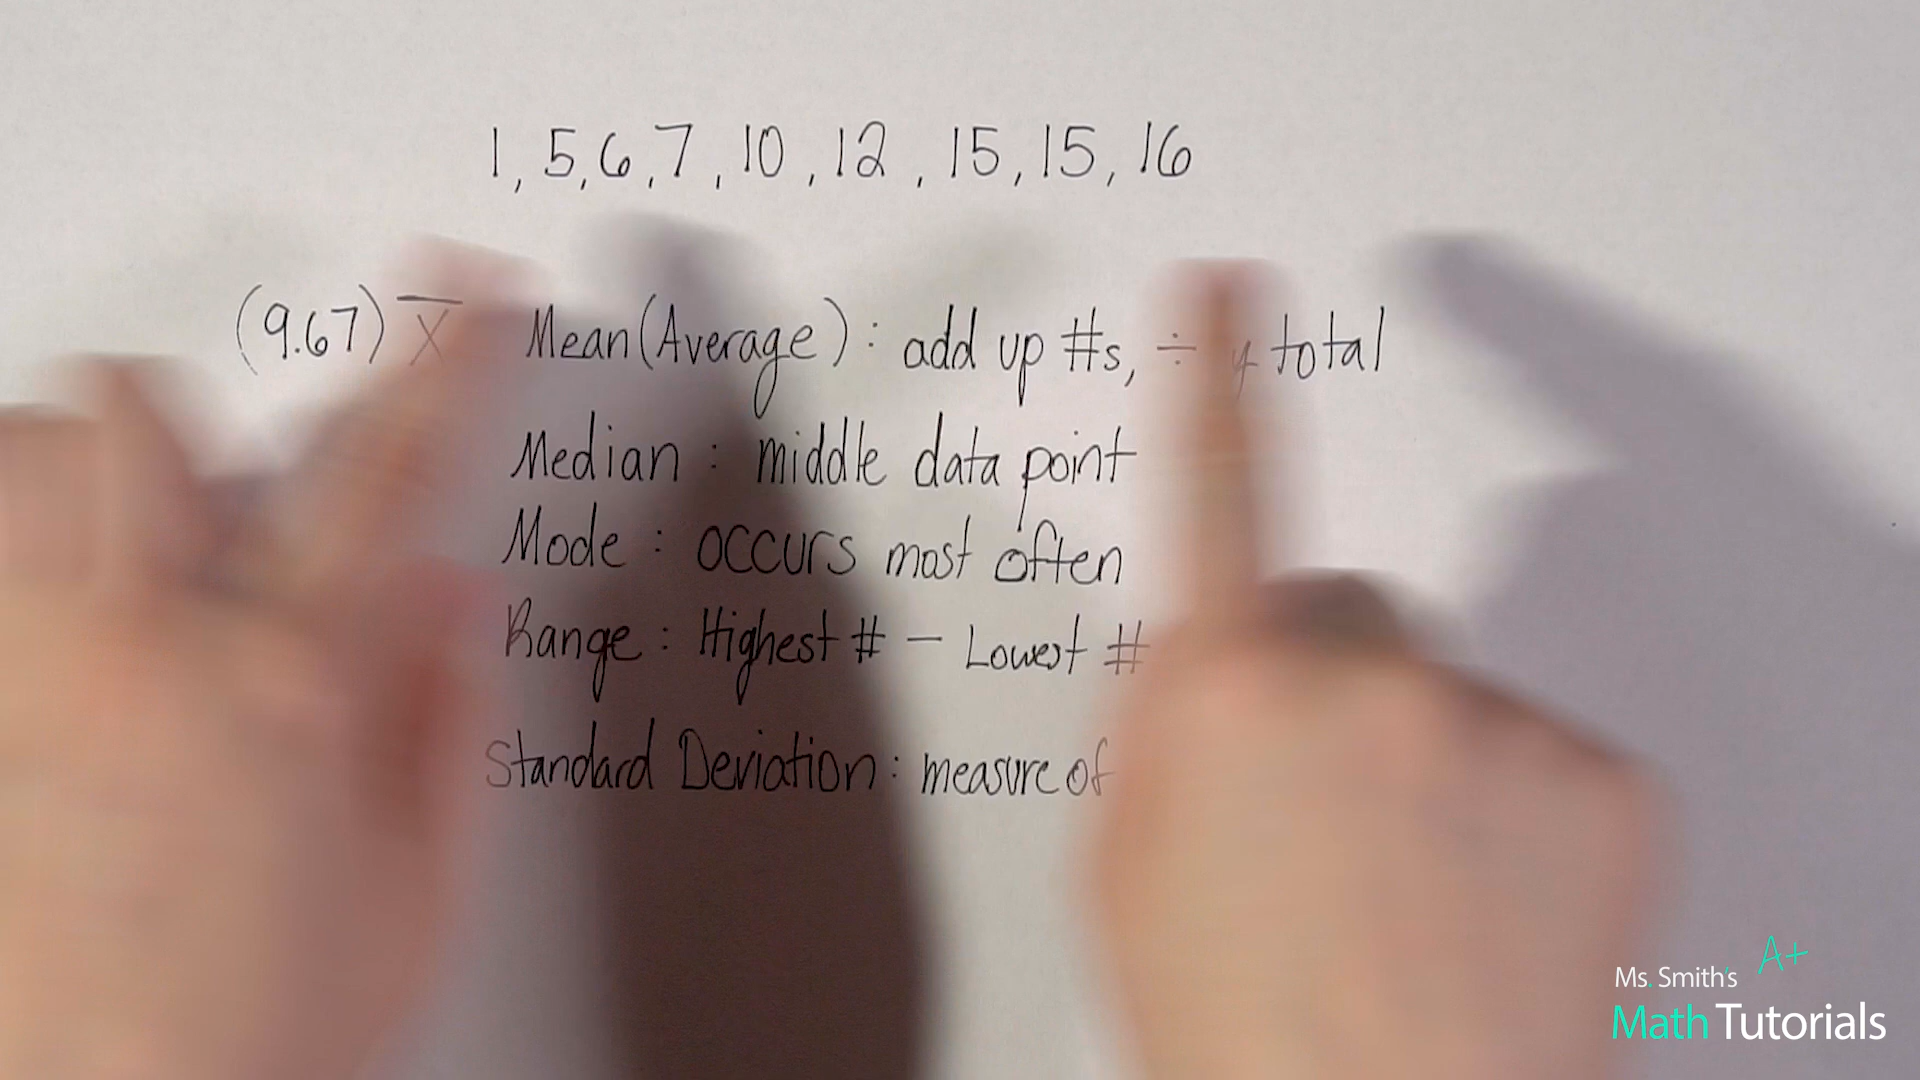 1, 5, 6, 7, 10, 12, 15, 15, 16
(9.67) X̅ Mean (Average): add up #s, ÷ total
Median: middle data point
Mode: occurs most often
Range: Highest # – Lowest #
Standard Deviation: measure of
A+
Ms. Smith's
Math Tutorials